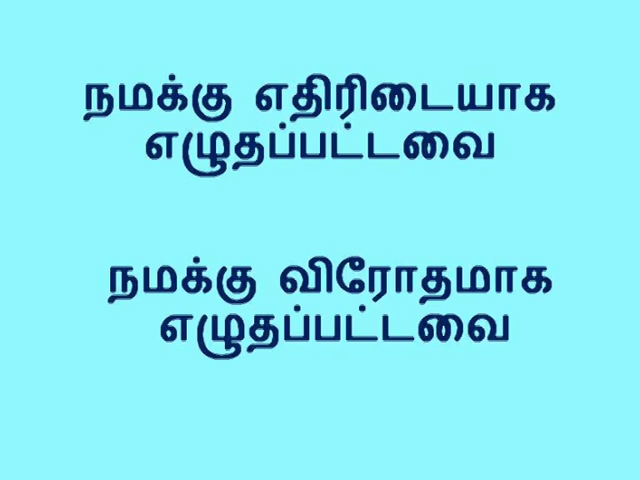 நமக்கு எதிரிடையாக
எழுதப்பட்டவை
நமக்கு விரோதமாக
எழுதப்பட்டவை